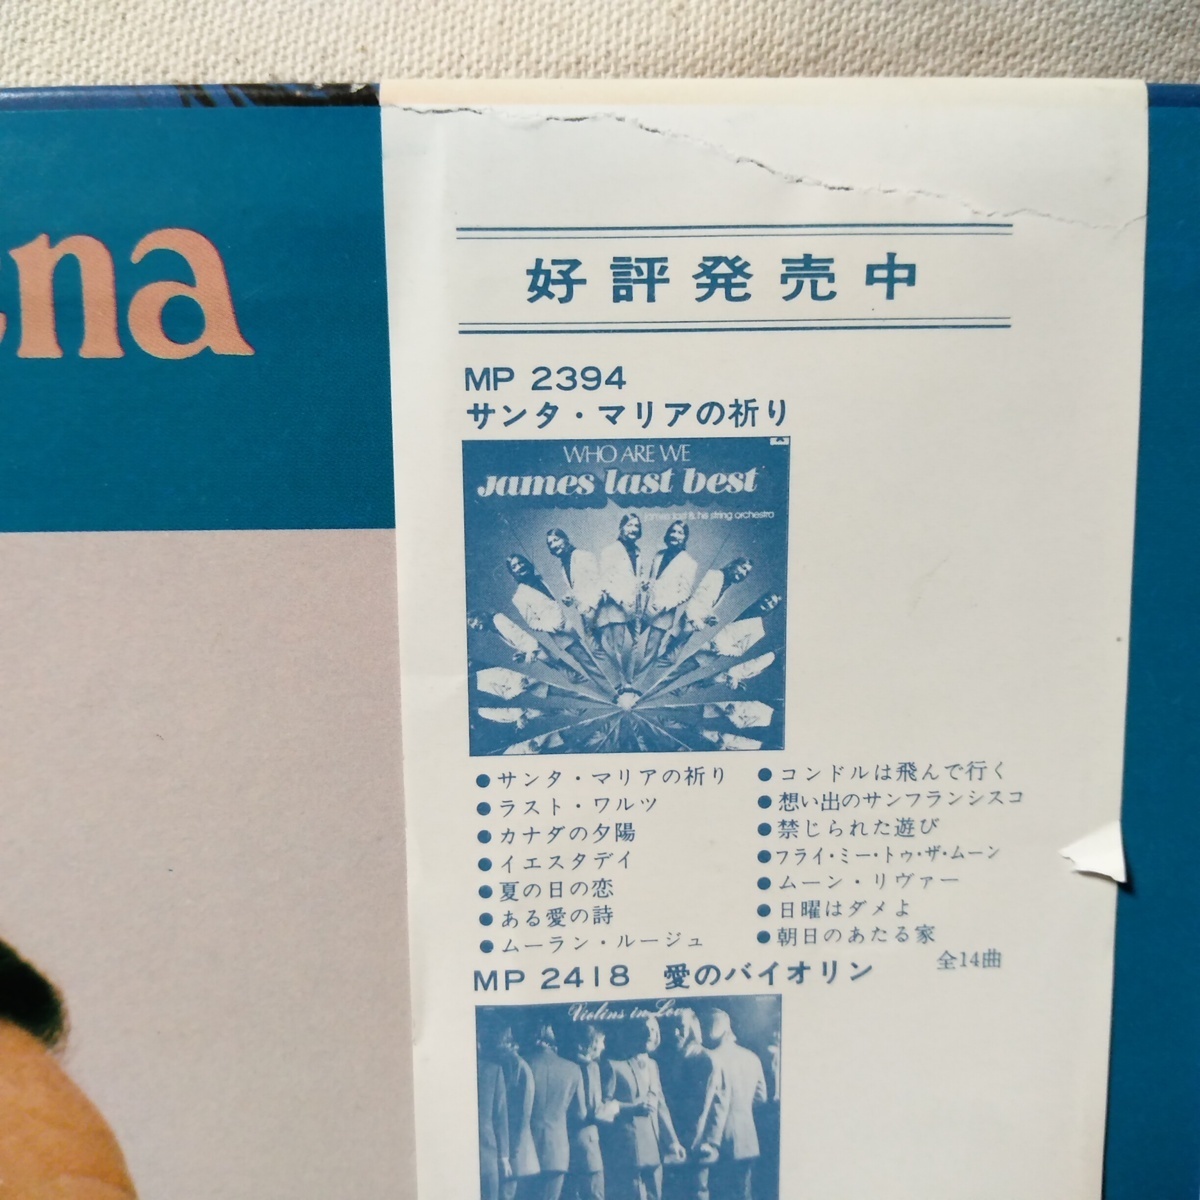 ena
好評発売中
MP 2394
サンタ・マリアの祈り
WHO ARE WE
james last best
james last & his string orchestra
●サンタ・マリアの祈り
●ラスト・ワルツ
●カナダの夕陽
●イエスタデイ
●夏の日の恋
●ある愛の詩
●ムーラン・ルージュ
●コンドルは飛んで行く
●想い出のサンフランシスコ
●禁じられた遊び
●フライ・ミー・トゥ・ザ・ムーン
●ムーン・リヴァー
●日曜はダメよ
●朝日のあたる家
全14曲
MP 2418 愛のバイオリン
Violins in Love